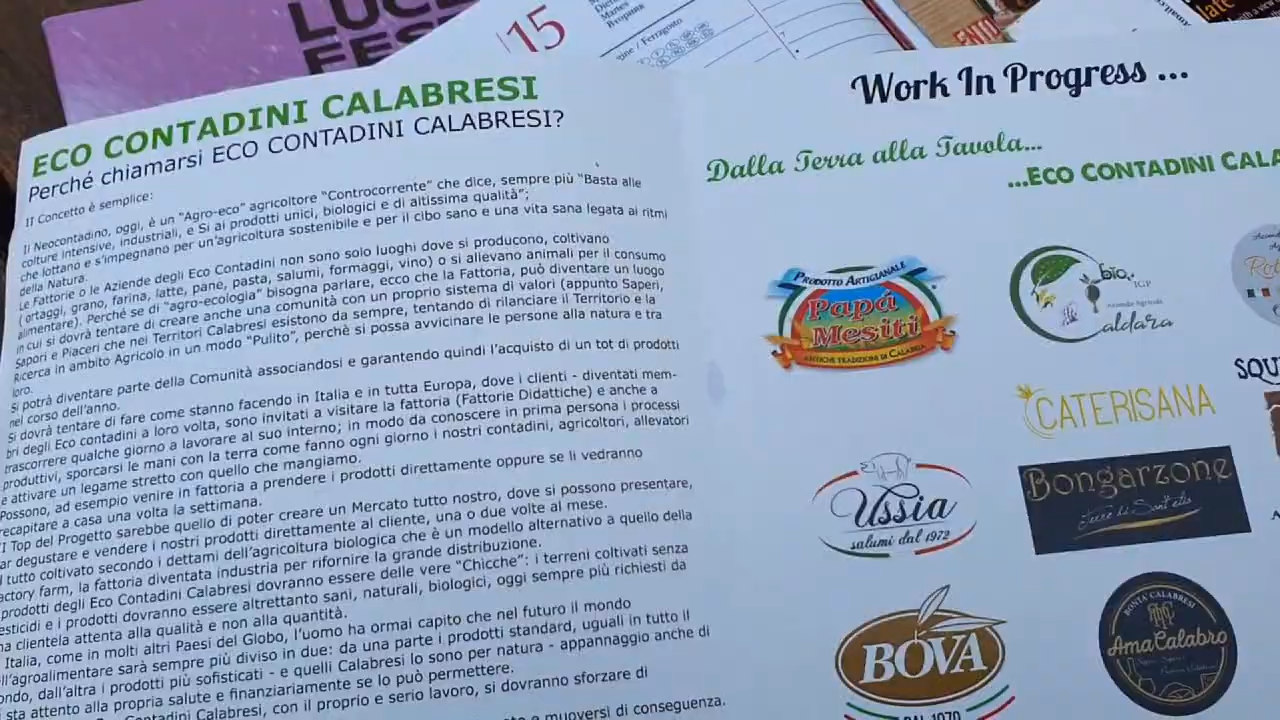 LUCE
FES
15
Martes
tine / Ferragosto
ECO CONTADINI CALABRESI
Perché chiamarsi ECO CONTADINI CALABRESI?
Il Concetto è semplice:
Il Neocontadino, oggi, è un "Agro-eco" agricoltore "Controcorrente" che dice, sempre più "Basta alle
colture intensive, industriali, e Si ai prodotti unici, biologici e di altissima qualità";
che lottano e s'impegnano per un'agricoltura sostenibile e per il cibo sano e una vita sana legata ai ritmi
della Natura.
Le Fattorie o le Aziende degli Eco Contadini non sono solo luoghi dove si producono, coltivano
( ortaggi, grano, farina, latte, pane, pasta, salumi, formaggi, vino) o si allevano animali per il consumo
alimentare). Perché se di "agro-ecologia" bisogna parlare, ecco che la Fattoria, può diventare un luogo
in cui si dovrà tentare di creare anche una comunità con un proprio sistema di valori (appunto Saperi,
Sapori e Piaceri che nei Territori Calabresi esistono da sempre, tentando di rilanciare il Territorio e la
Ricerca in ambito Agricolo in un modo "Pulito", perchè si possa avvicinare le persone alla natura e tra
loro.
Si potrà diventare parte della Comunità associandosi e garantendo quindi l'acquisto di un tot di prodotti
nel corso dell'anno.
Si dovrà tentare di fare come stanno facendo in Italia e in tutta Europa, dove i clienti - diventati mem-
bri degli Eco contadini a loro volta, sono invitati a visitare la fattoria (Fattorie Didattiche) e anche a
trascorrere qualche giorno a lavorare al suo interno; in modo da conoscere in prima persona i processi
produttivi, sporcarsi le mani con la terra come fanno ogni giorno i nostri contadini, agricoltori, allevatori
e attivare un legame stretto con quello che mangiamo.
Possono, ad esempio venire in fattoria a prendere i prodotti direttamente oppure se li vedranno
recapitare a casa una volta la settimana.
l Top del Progetto sarebbe quello di poter creare un Mercato tutto nostro, dove si possono presentare,
ar degustare e vendere i nostri prodotti direttamente al cliente, una o due volte al mese.
l tutto coltivato secondo i dettami dell'agricoltura biologica che è un modello alternativo a quello della
actory farm, la fattoria diventata industria per rifornire la grande distribuzione.
prodotti degli Eco Contadini Calabresi dovranno essere delle vere "Chicche": i terreni coltivati senza
esticidi e i prodotti dovranno essere altrettanto sani, naturali, biologici, oggi sempre più richiesti da
na clientela attenta alla qualità e non alla quantità.
Italia, come in molti altri Paesi del Globo, l'uomo ha ormai capito che nel futuro il mondo
ll'agroalimentare sarà sempre più diviso in due: da una parte i prodotti standard, uguali in tutto il
ondo, dall'altra i prodotti più sofisticati - e quelli Calabresi lo sono per natura - appannaggio anche di
sta attento alla propria salute e finanziariamente se lo può permettere.
Contadini Calabresi, con il proprio e serio lavoro, si dovranno sforzare di
e muoversi di conseguenza.
Work In Progress ...
Dalla Terra alla Tavola...
...ECO CONTADINI CALA
PRODOTTO ARTIGIANALE
Papá
Mesiti
ANTICHE TRADIZIONI DI CALABRIA
bio
IGP
Azienda Agricola
Caldara
SQU
CATERISANA
Ussia
salumi dal 1972
Bongarzone
BOVA
DAL 1970
BONTA' CALABRESI
AmaCalabro